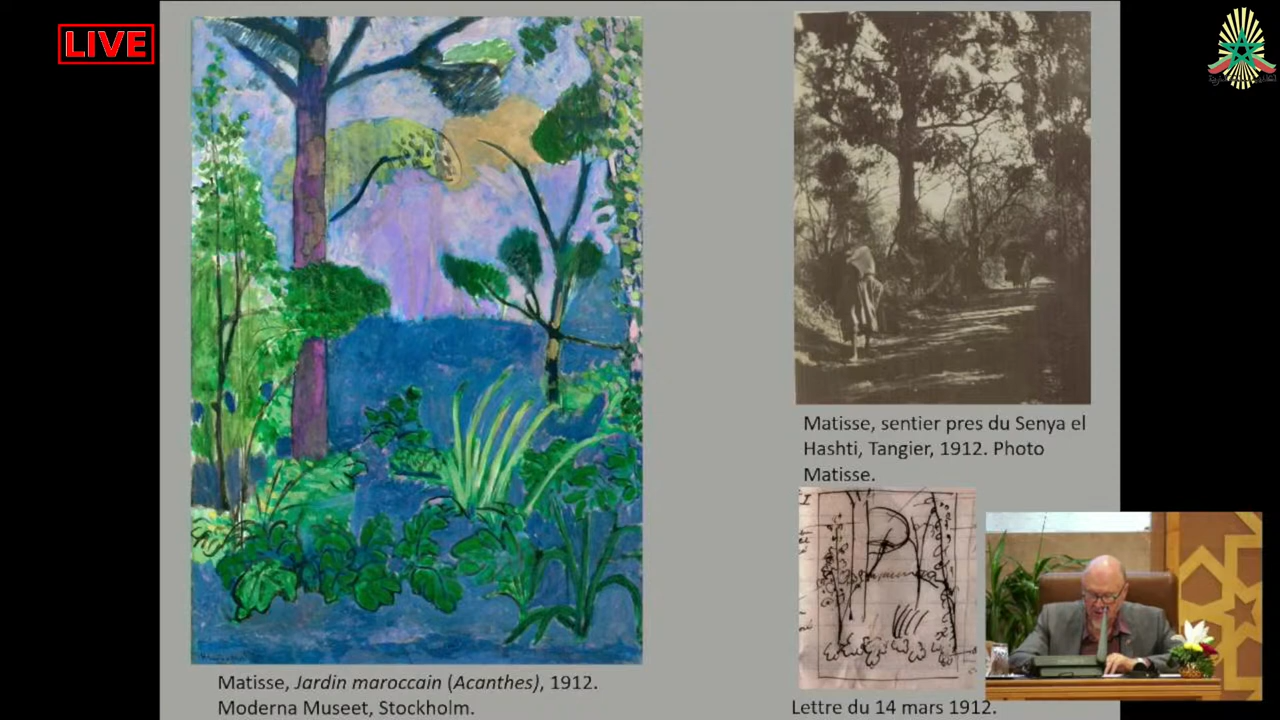 LIVE
Matisse, sentier pres du Senya el
Hashti, Tangier, 1912. Photo
Matisse.
Matisse, Jardin maroccain (Acanthes), 1912.
Moderna Museet, Stockholm.
Lettre du 14 mars 1912.